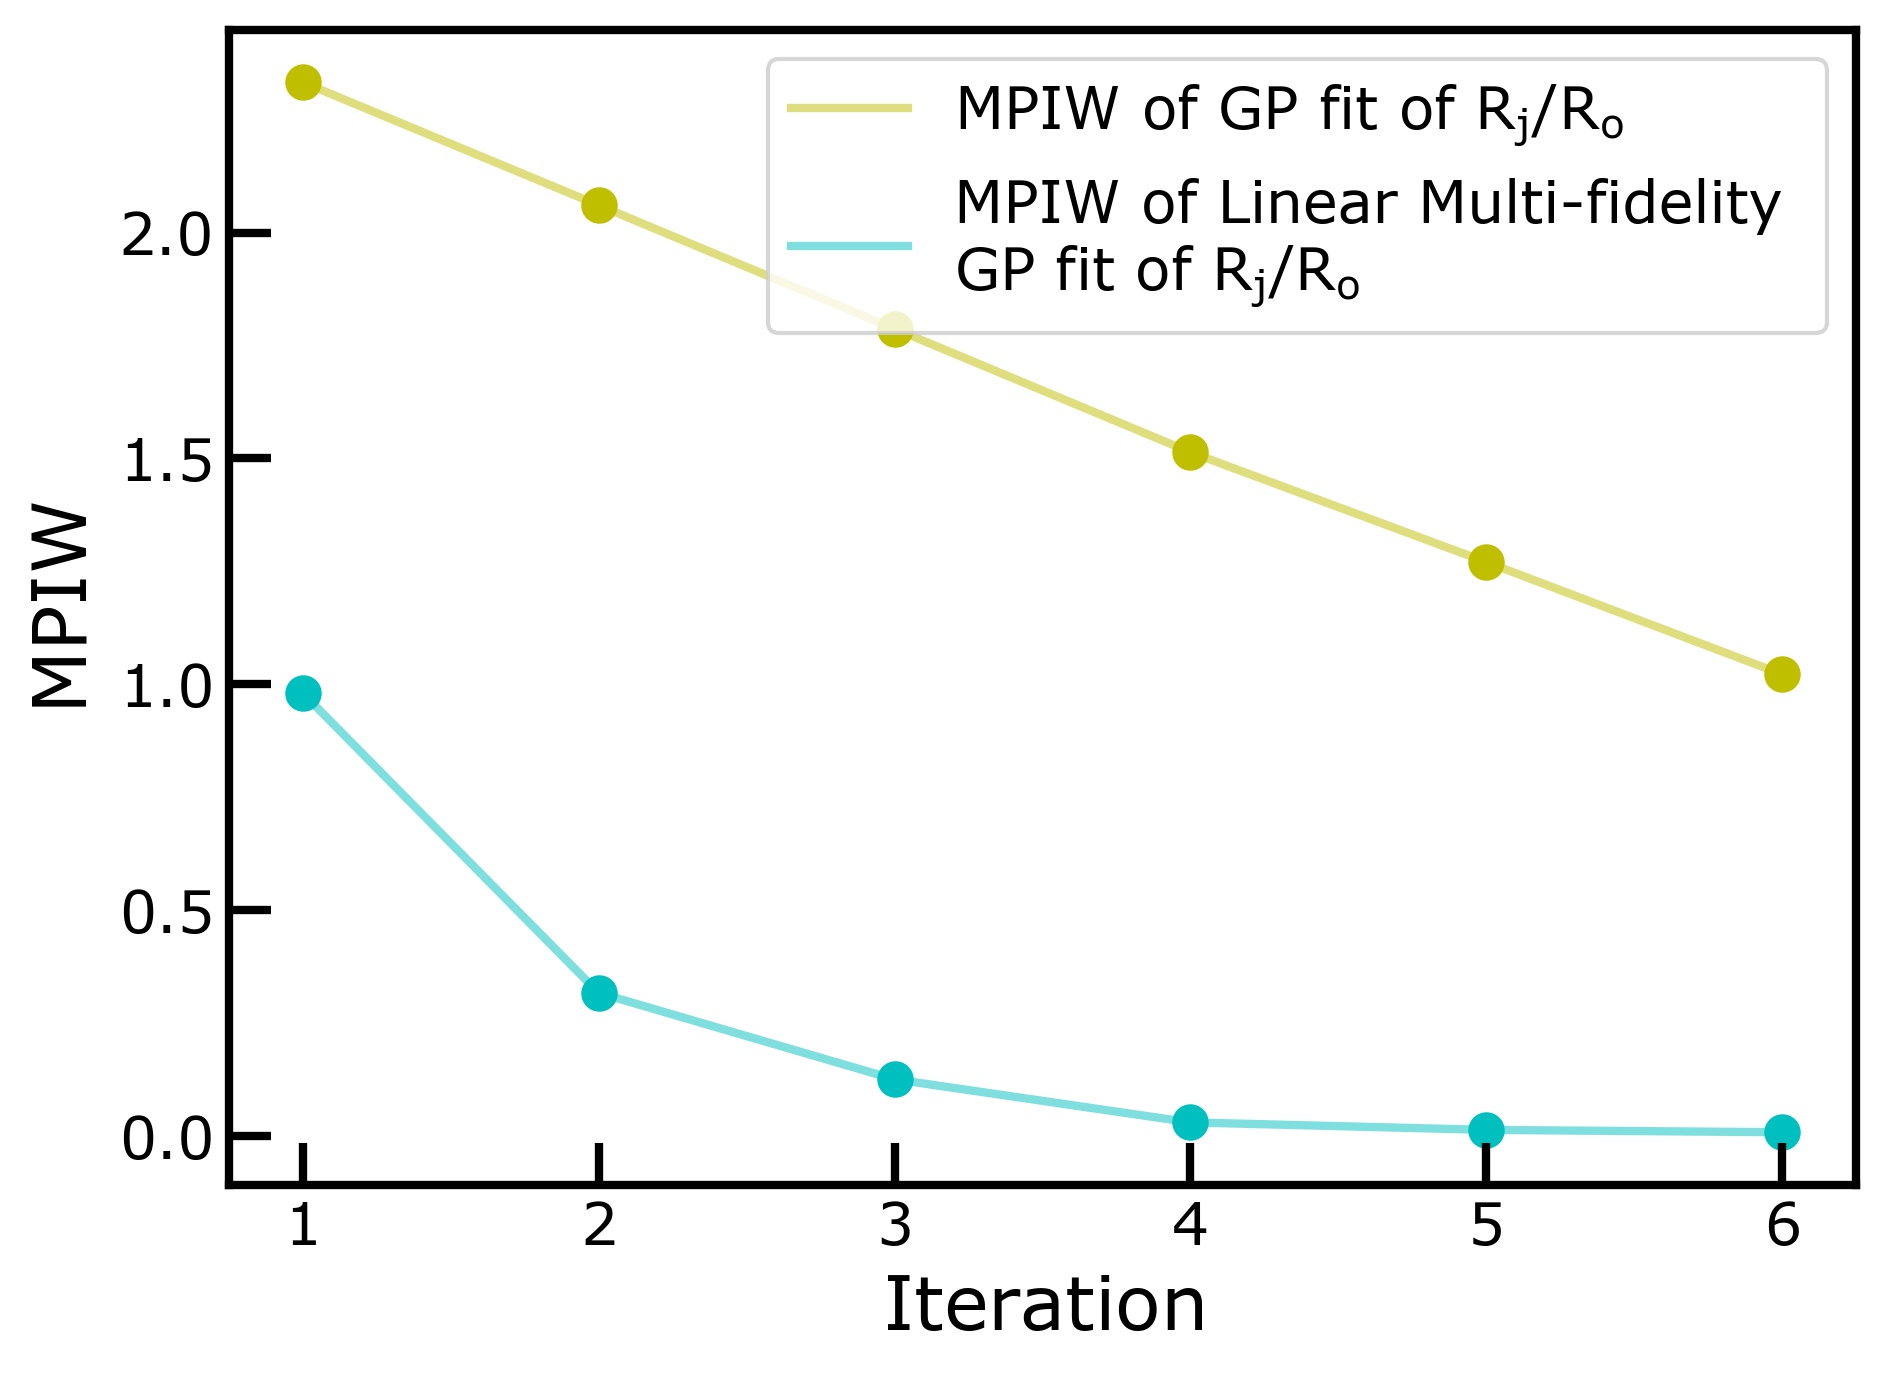 MPIW of GP fit of Rj/Ro
MPIW of Linear Multi-fidelity
GP fit of Rj/Ro
2.0
1.5
1.0
0.5
0.0
MPIW
1 2 3 4 5 6
Iteration